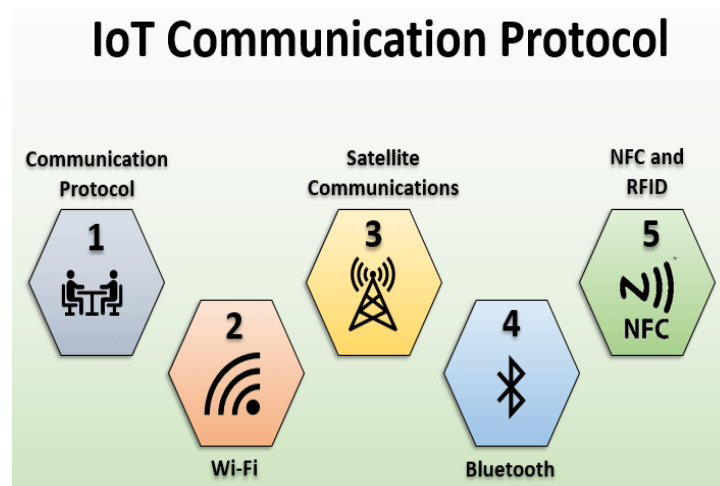 IoT Communication Protocol
Communication
Protocol
1
2
Wi-Fi
Satellite
Communications
3
4
Bluetooth
NFC and
RFID
5
NFC